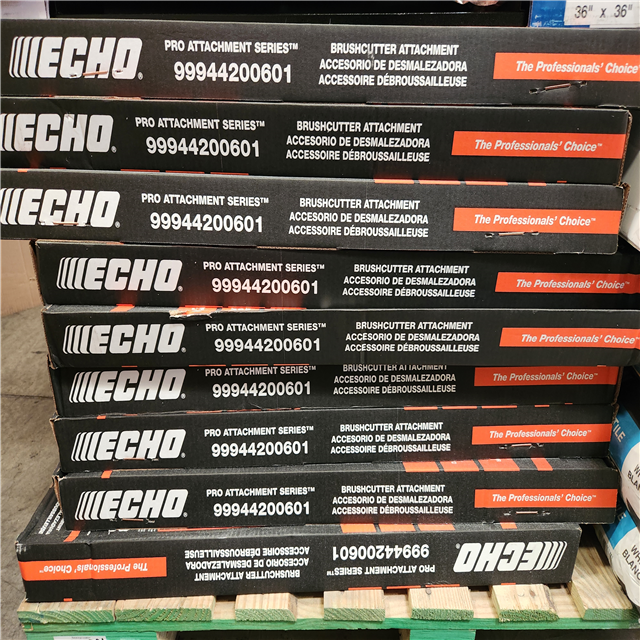 36" x 36"
ECHO
PRO ATTACHMENT SERIES™
99944200601
BRUSHCUTTER ATTACHMENT
ACCESORIO DE DESMALEZADORA
ACCESSOIRE DÉBROUSSAILLEUSE
The Professionals' Choice™
ECHO
PRO ATTACHMENT SERIES™
99944200601
BRUSHCUTTER ATTACHMENT
ACCESORIO DE DESMALEZADORA
ACCESSOIRE DÉBROUSSAILLEUSE
The Professionals' Choice™
ECHO
PRO ATTACHMENT SERIES™
99944200601
BRUSHCUTTER ATTACHMENT
ACCESORIO DE DESMALEZADORA
ACCESSOIRE DÉBROUSSAILLEUSE
The Professionals' Choice™
ECHO
PRO ATTACHMENT SERIES™
99944200601
BRUSHCUTTER ATTACHMENT
ACCESORIO DE DESMALEZADORA
ACCESSOIRE DÉBROUSSAILLEUSE
The Professionals' Choice™
ECHO
PRO ATTACHMENT SERIES™
99944200601
BRUSHCUTTER ATTACHMENT
ACCESORIO DE DESMALEZADORA
ACCESSOIRE DÉBROUSSAILLEUSE
The Professionals' Choice™
ECHO
PRO ATTACHMENT SERIES™
99944200601
BRUSHCUTTER ATTACHMENT
ACCESORIO DE DESMALEZADORA
ACCESSOIRE DÉBROUSSAILLEUSE
The Professionals' Choice™
ECHO
PRO ATTACHMENT SERIES™
99944200601
BRUSHCUTTER ATTACHMENT
ACCESORIO DE DESMALEZADORA
ACCESSOIRE DÉBROUSSAILLEUSE
The Professionals' Choice™
ECHO
PRO ATTACHMENT SERIES™
99944200601
BRUSHCUTTER ATTACHMENT
ACCESORIO DE DESMALEZADORA
ACCESSOIRE DÉBROUSSAILLEUSE
The Professionals' Choice™
ECHO
PRO ATTACHMENT SERIES™
99944200601
BRUSHCUTTER ATTACHMENT
ACCESORIO DE DESMALEZADORA
ACCESSOIRE DÉBROUSSAILLEUSE
The Professionals' Choice™